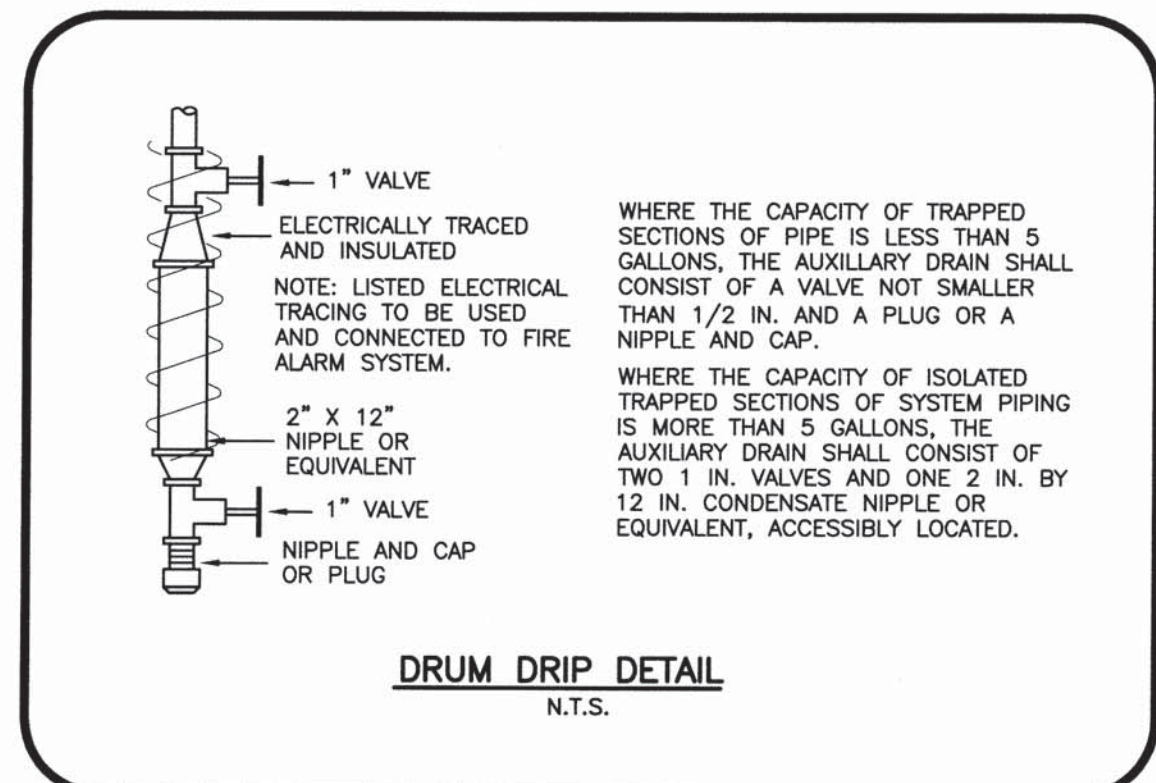 1" VALVE
ELECTRICALLY TRACED
AND INSULATED
NOTE: LISTED ELECTRICAL
TRACING TO BE USED
AND CONNECTED TO FIRE
ALARM SYSTEM.
2" X 12"
NIPPLE OR
EQUIVALENT
1" VALVE
NIPPLE AND CAP
OR PLUG
WHERE THE CAPACITY OF TRAPPED
SECTIONS OF PIPE IS LESS THAN 5
GALLONS, THE AUXILLARY DRAIN SHALL
CONSIST OF A VALVE NOT SMALLER
THAN 1/2 IN. AND A PLUG OR A
NIPPLE AND CAP.
WHERE THE CAPACITY OF ISOLATED
TRAPPED SECTIONS OF SYSTEM PIPING
IS MORE THAN 5 GALLONS, THE
AUXILIARY DRAIN SHALL CONSIST OF
TWO 1 IN. VALVES AND ONE 2 IN. BY
12 IN. CONDENSATE NIPPLE OR
EQUIVALENT, ACCESSIBLY LOCATED.
DRUM DRIP DETAIL
N.T.S.